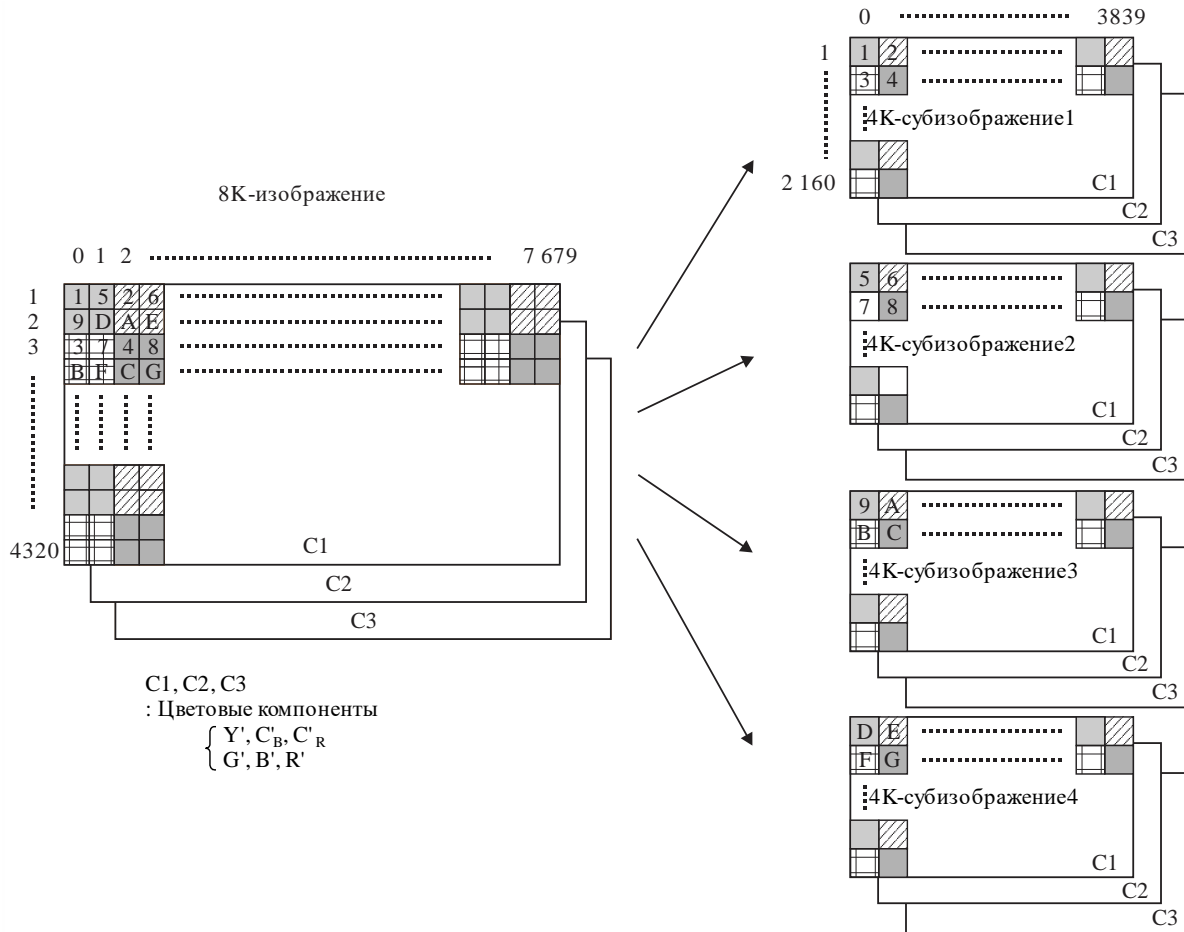 8K-изображение
0 1 2 7 679
1 1 5 2 6
2 9 D A E
3 3 7 4 8
B F C G
4320
C1
C2
C3
C1, C2, C3
: Цветовые компоненты
Y', C'B, C'R
G', B', R'
0 3839
1 1 2
3 4
4K-субизображение1
2 160
C1
C2
C3
5 6
7 8
4K-субизображение2
C1
C2
C3
9 A
B C
4K-субизображение3
C1
C2
C3
D E
F G
4K-субизображение4
C1
C2
C3